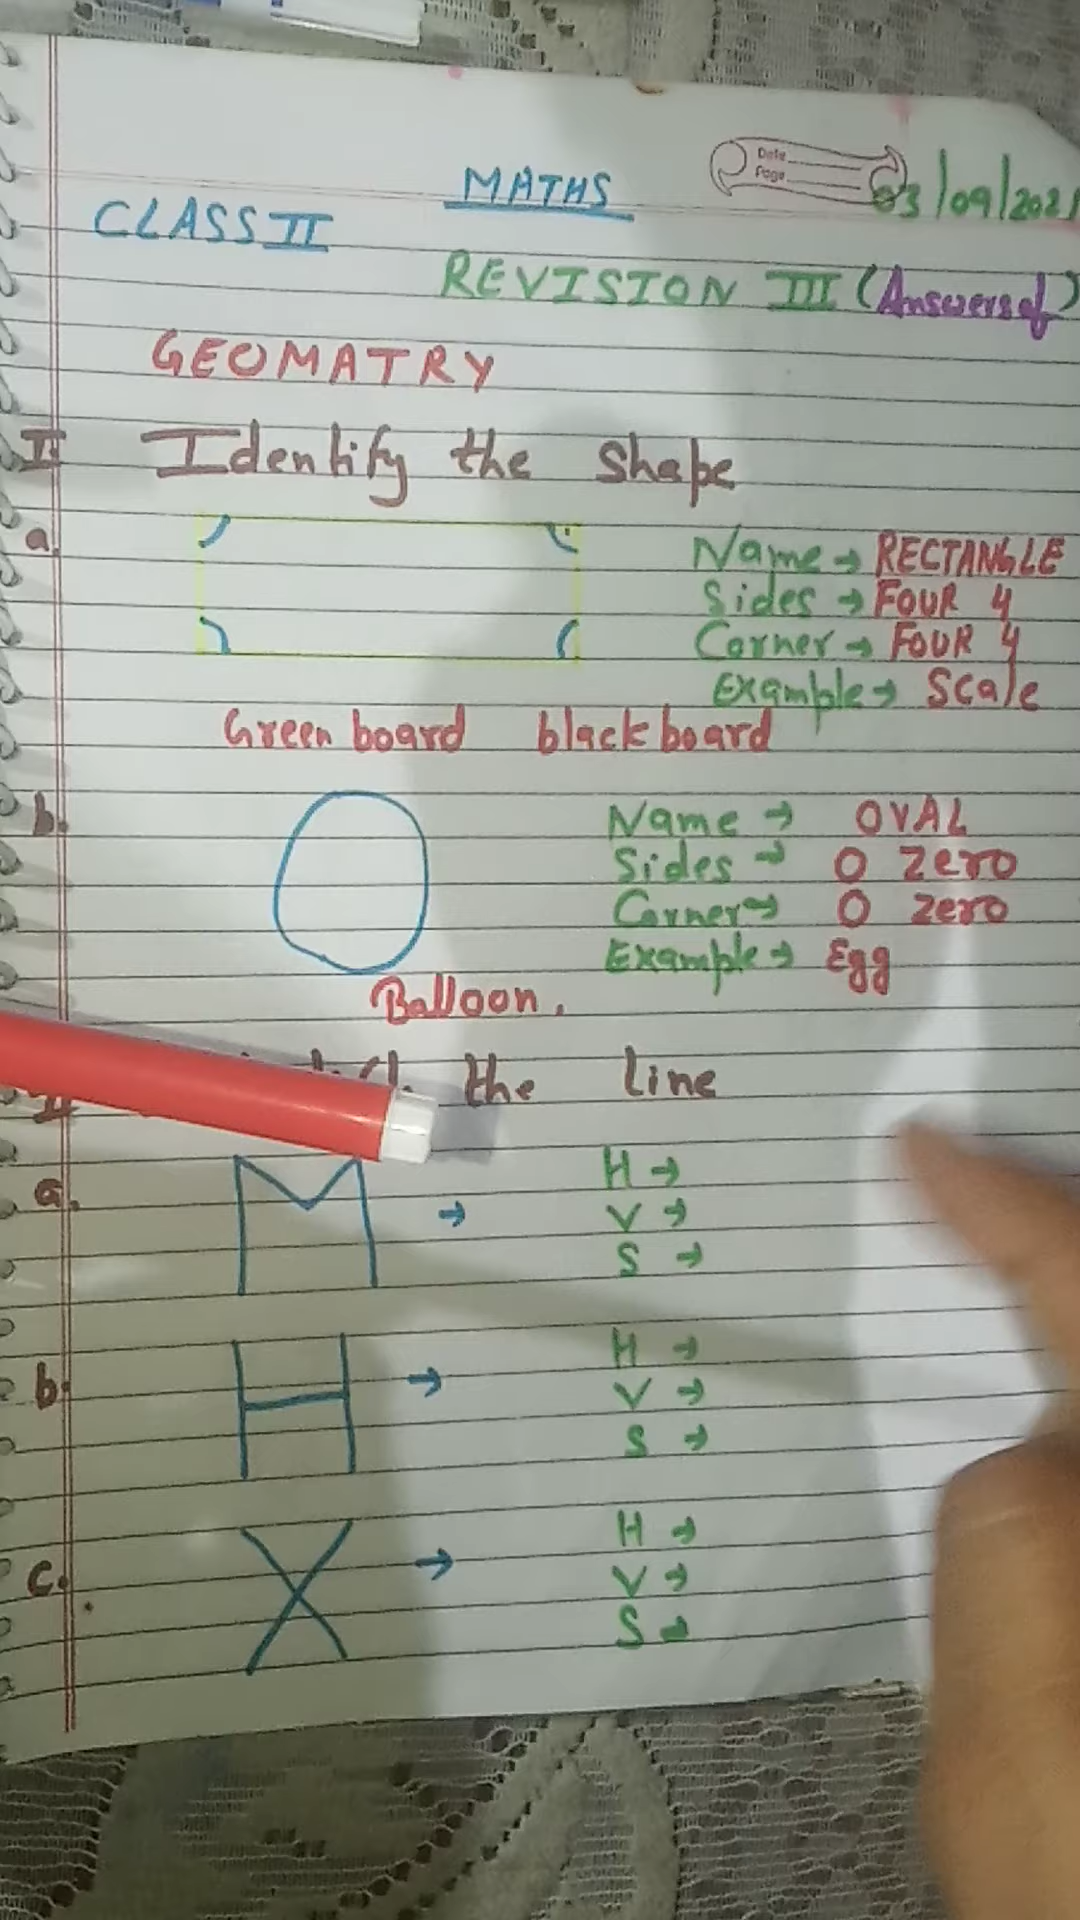 MATHS
Date
Page
03/09/2021
CLASS II
REVISION III (Answers of)
GEOMATRY
I Identify the shape
a. Name → RECTANGLE
Sides → FOUR 4
Corner → FOUR 4
Example → Scale
Green board blackboard
b. Name → OVAL
Sides → 0 Zero
Corner → 0 zero
Example → Egg
Balloon.
II the line
a. M → H →
V →
S →
b. H → H →
V →
S →
c. X → H →
V →
S →